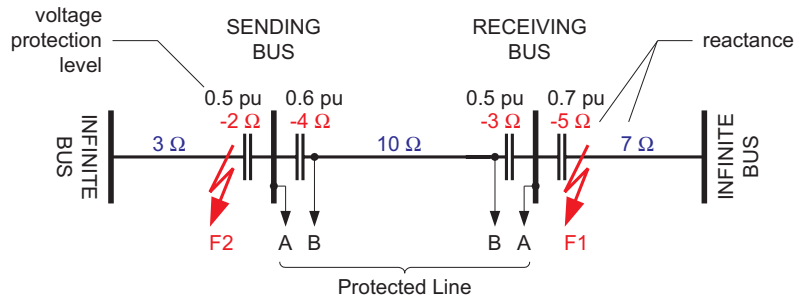 voltage
protection
level
SENDING
BUS
RECEIVING
BUS
reactance
0.5 pu
0.6 pu
0.5 pu
0.7 pu
-2 Ω
-4 Ω
-3 Ω
-5 Ω
INFINITE
BUS
3 Ω
10 Ω
7 Ω
INFINITE
BUS
F2
A
B
B
A
F1
Protected Line